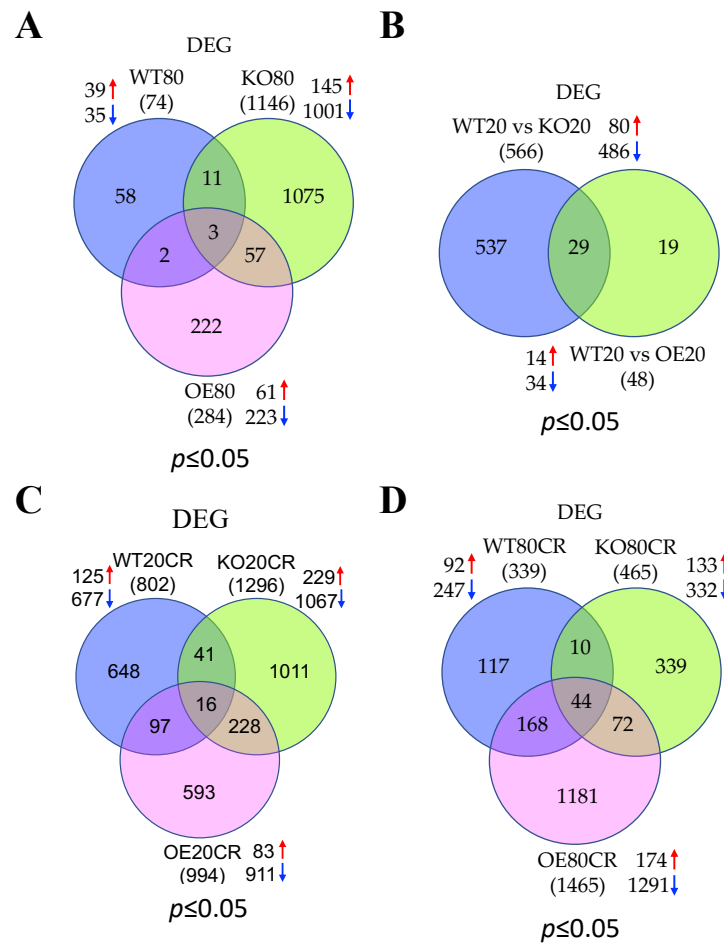 A
DEG
WT80
(74)
39↑
35↓
KO80
(1146)
145↑
1001↓
58
11
1075
3
2
57
222
OE80
(284)
61↑
223↓
p≤0.05
B
DEG
WT20 vs KO20
(566)
80↑
486↓
537
29
19
14↑
34↓
WT20 vs OE20
(48)
p≤0.05
C
DEG
WT20CR
(802)
125↑
677↓
KO20CR
(1296)
229↑
1067↓
648
41
1011
16
97
228
593
OE20CR
(994)
83↑
911↓
p≤0.05
D
DEG
WT80CR
(339)
92↑
247↓
KO80CR
(465)
133↑
332↓
117
10
339
44
168
72
1181
OE80CR
(1465)
174↑
1291↓
p≤0.05